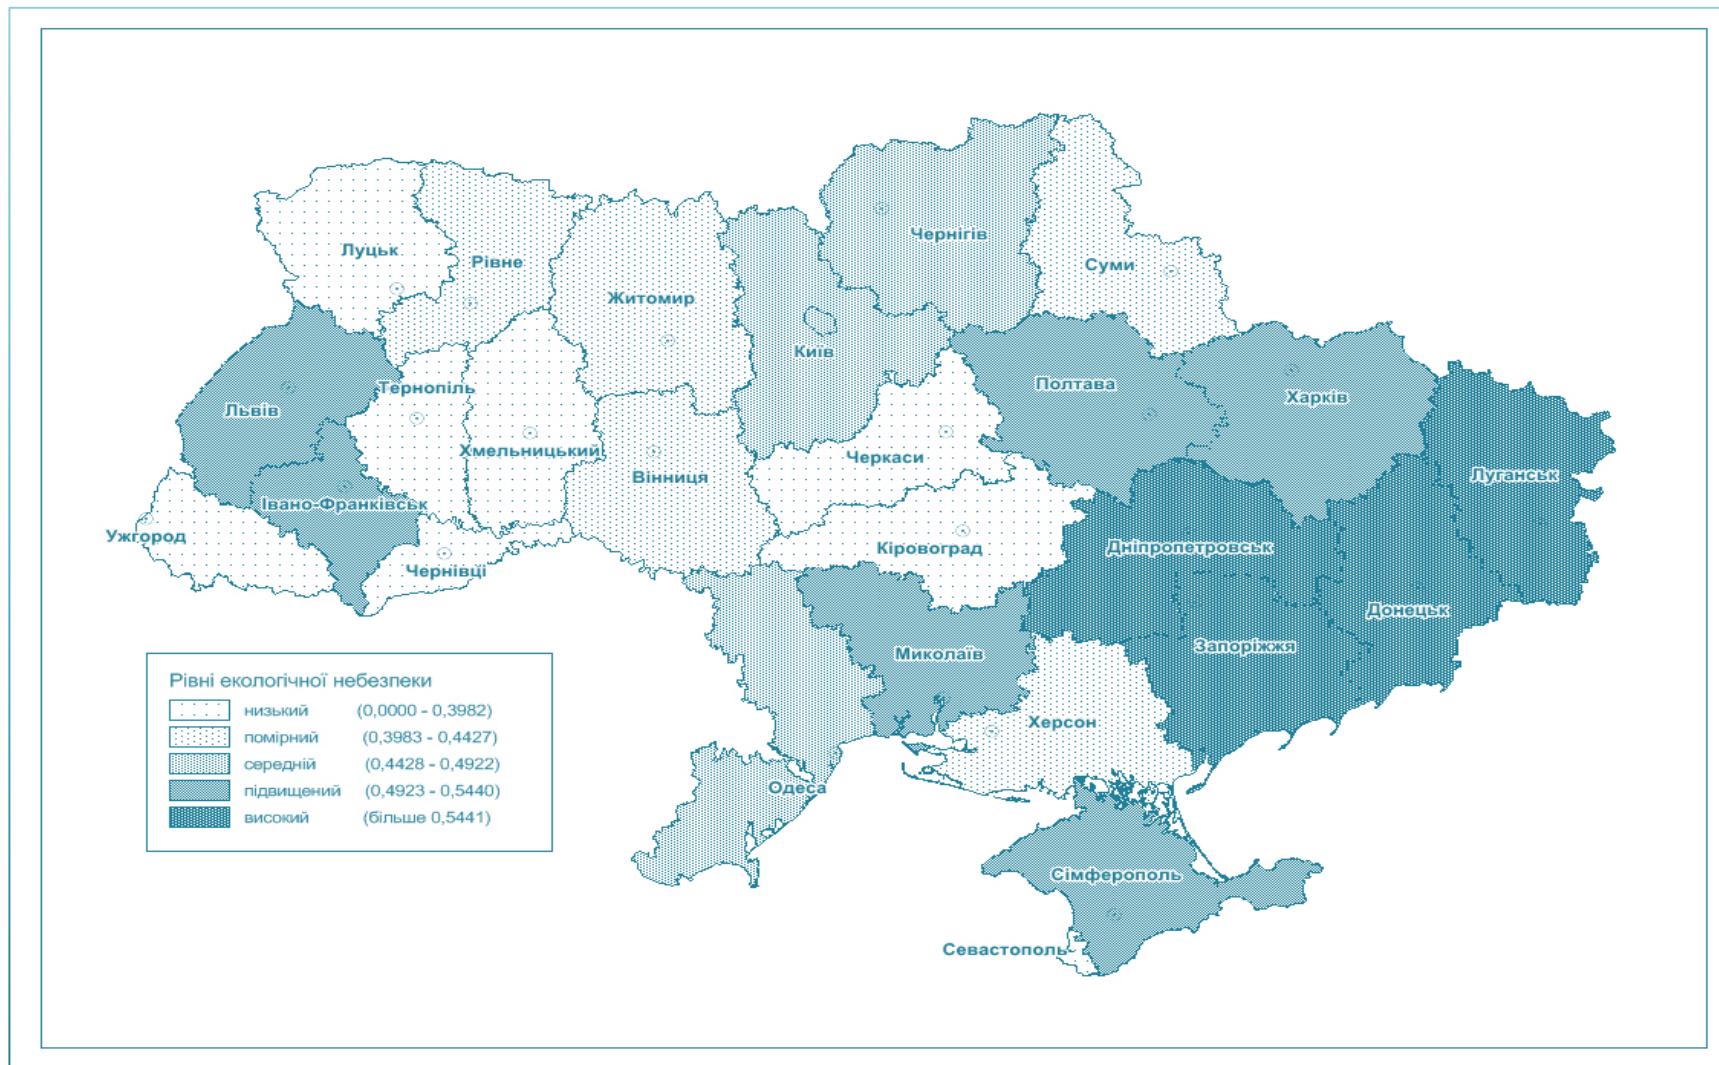 Чернігів
Луцьк
Рівне
Суми
Житомир
Київ
Тернопіль
Полтава
Львів
Харків
Хмельницький
Черкаси
Вінниця
Луганськ
Івано-Франківськ
Ужгород
Кіровоград
Дніпропетровськ
Чернівці
Донецьк
Запоріжжя
Миколаїв
Херсон
Одеса
Сімферополь
Севастополь
Рівні екологічної небезпеки
низький (0,0000 - 0,3982)
помірний (0,3983 - 0,4427)
середній (0,4428 - 0,4922)
підвищений (0,4923 - 0,5440)
високий (більше 0,5441)